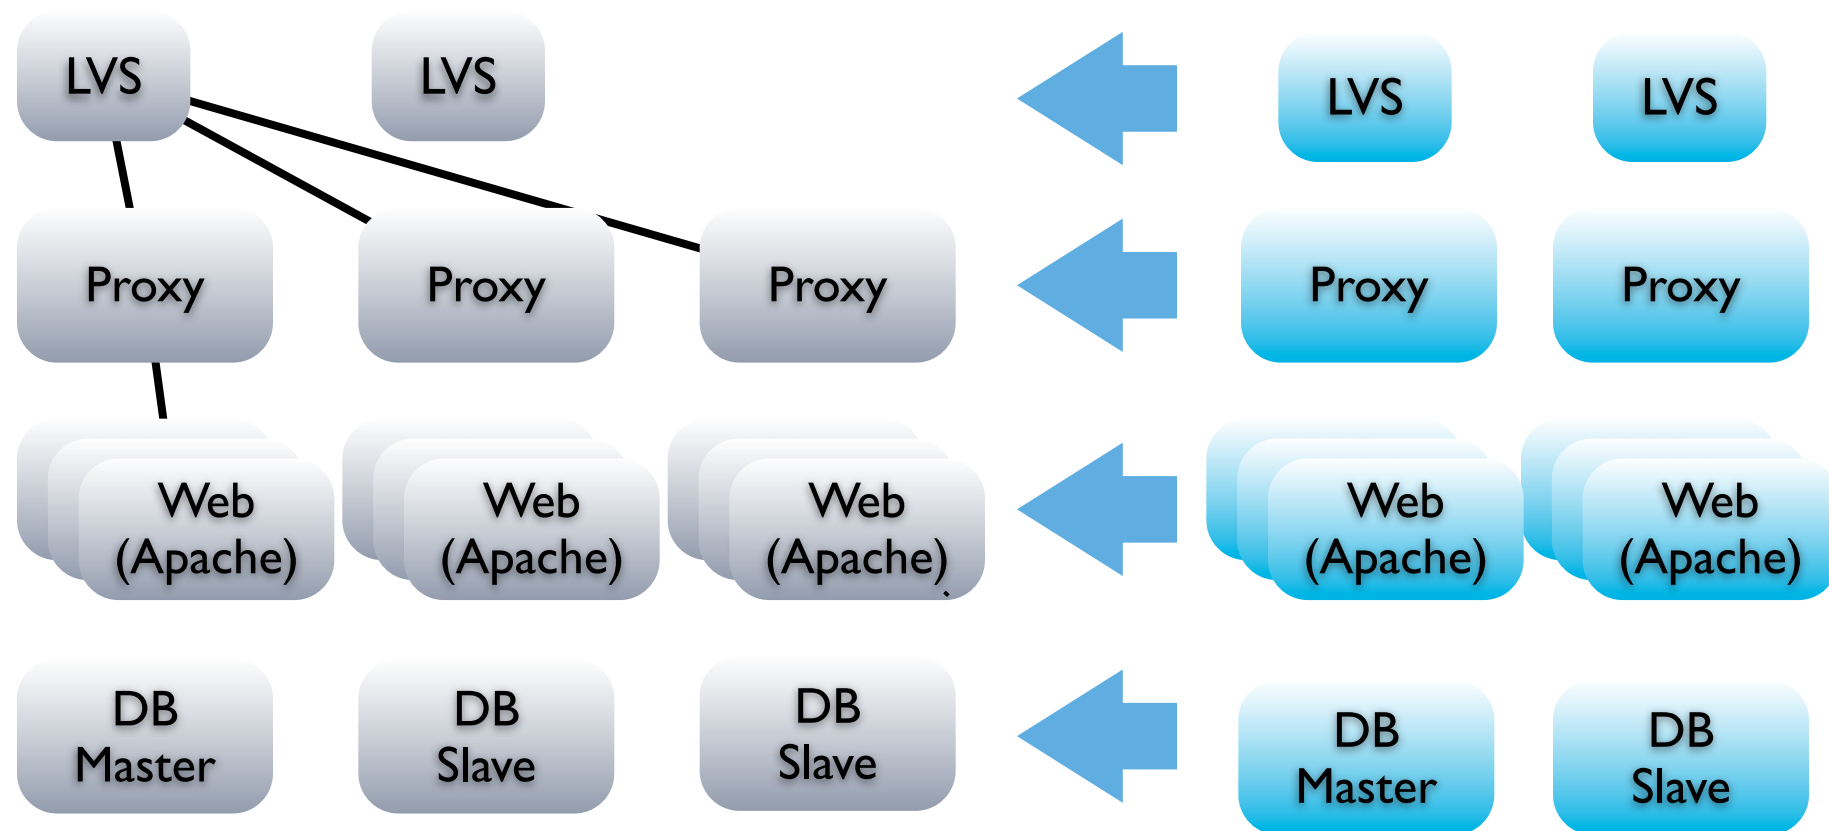 LVS
LVS
LVS
LVS
Proxy
Proxy
Proxy
Proxy
Proxy
Web
(Apache)
Web
(Apache)
Web
(Apache)
Web
(Apache)
Web
(Apache)
DB
Master
DB
Slave
DB
Slave
DB
Master
DB
Slave